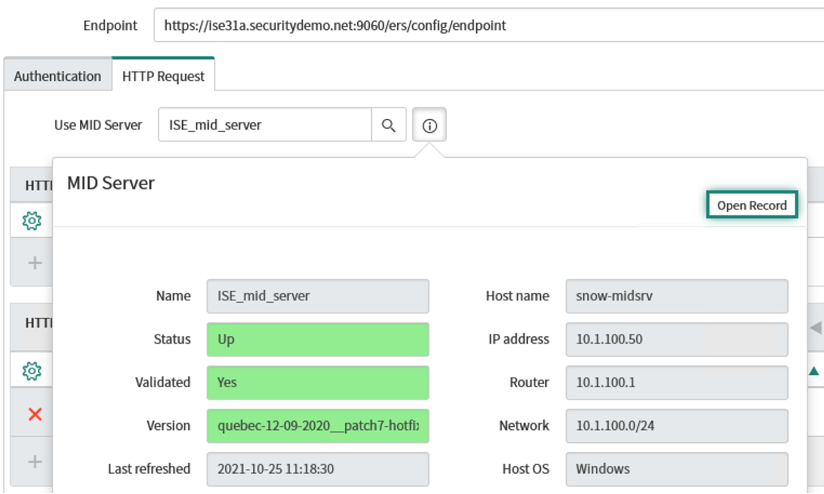 Endpoint https://ise31a.securitydemo.net:9060/ers/config/endpoint
Authentication HTTP Request
Use MID Server ISE_mid_server
HTT
MID Server
Open Record
Name ISE_mid_server Host name snow-midsrv
Status Up IP address 10.1.100.50
HTT
Validated Yes Router 10.1.100.1
Version quebec-12-09-2020__patch7-hotfix Network 10.1.100.0/24
Last refreshed 2021-10-25 11:18:30 Host OS Windows